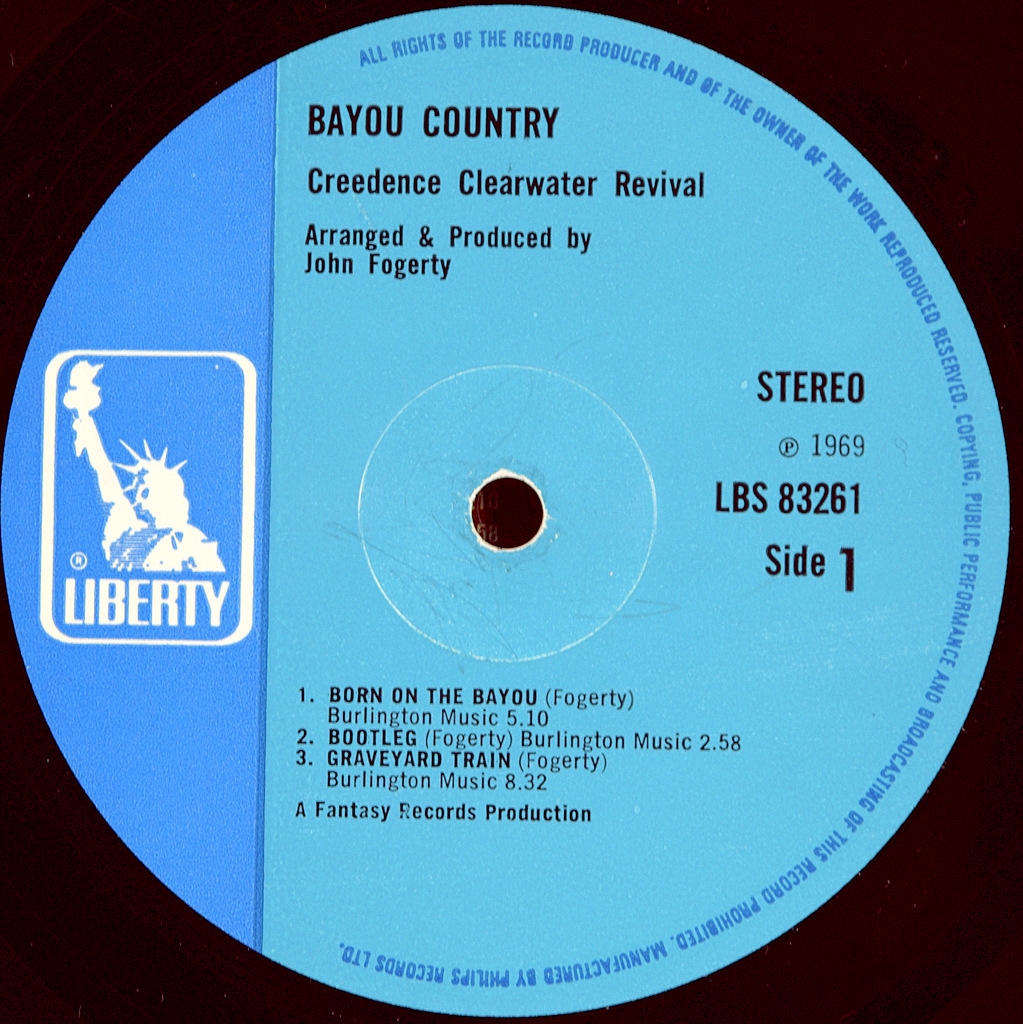 ALL RIGHTS OF THE RECORD PRODUCER AND OF THE OWNER OF THE WORK REPRODUCED RESERVED. COPYING, PUBLIC PERFORMANCE AND BROADCASTING OF THIS RECORD PROHIBITED. MANUFACTURED BY PHILIPS RECORDS LTD.
BAYOU COUNTRY
Creedence Clearwater Revival
Arranged & Produced by
John Fogerty
STEREO
℗ 1969
LBS 83261
Side 1
®
LIBERTY
1. BORN ON THE BAYOU (Fogerty)
Burlington Music 5.10
2. BOOTLEG (Fogerty) Burlington Music 2.58
3. GRAVEYARD TRAIN (Fogerty)
Burlington Music 8.32
A Fantasy Records Production